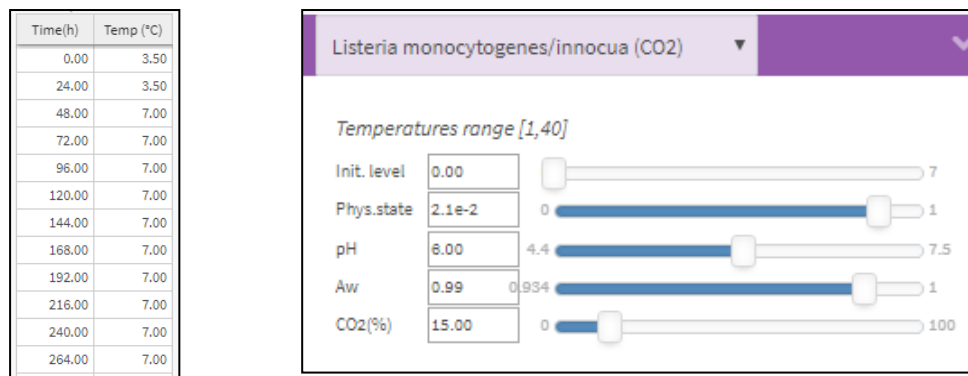 Time(h) Temp (°C)
0.00 3.50
24.00 3.50
48.00 7.00
72.00 7.00
96.00 7.00
120.00 7.00
144.00 7.00
168.00 7.00
192.00 7.00
216.00 7.00
240.00 7.00
264.00 7.00
Listeria monocytogenes/innocua (CO2) ▼
Temperatures range [1,40]
Init. level 0.00 7
Phys.state 2.1e-2 0 1
pH 6.00 4.4 7.5
Aw 0.99 0.934 1
CO2(%) 15.00 0 100